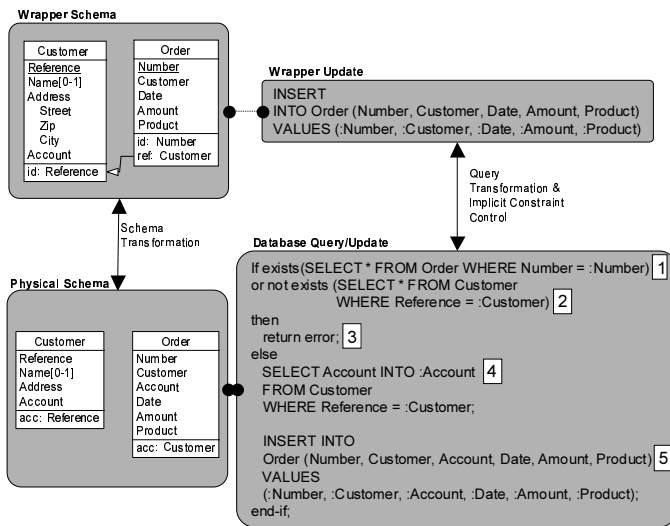 Wrapper Schema
Customer
Reference
Name[0-1]
Address
Street
Zip
City
Account
id: Reference
Order
Number
Customer
Date
Amount
Product
id: Number
ref: Customer
Wrapper Update
INSERT
INTO Order (Number, Customer, Date, Amount, Product)
VALUES (:Number, :Customer, :Date, :Amount, :Product)
Schema
Transformation
Query
Transformation &
Implicit Constraint
Control
Physical Schema
Customer
Reference
Name[0-1]
Address
Account
acc: Reference
Order
Number
Customer
Account
Date
Amount
Product
acc: Customer
Database Query/Update
If exists(SELECT * FROM Order WHERE Number = :Number) 1
or not exists (SELECT * FROM Customer
WHERE Reference = :Customer) 2
then
return error; 3
else
SELECT Account INTO :Account 4
FROM Customer
WHERE Reference = :Customer;
INSERT INTO
Order (Number, Customer, Account, Date, Amount, Product) 5
VALUES
(:Number, :Customer, :Account, :Date, :Amount, :Product);
end-if;